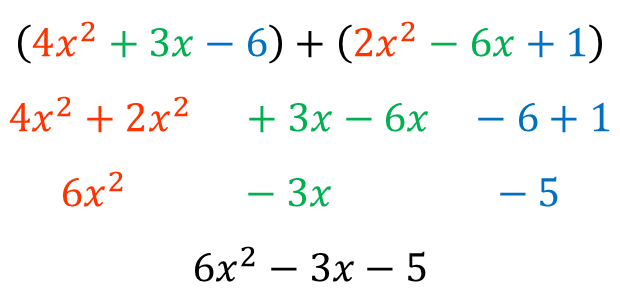 (4x² + 3x − 6) + (2x² − 6x + 1)
4x² + 2x² + 3x − 6x − 6 + 1
6x² − 3x − 5
6x² − 3x − 5